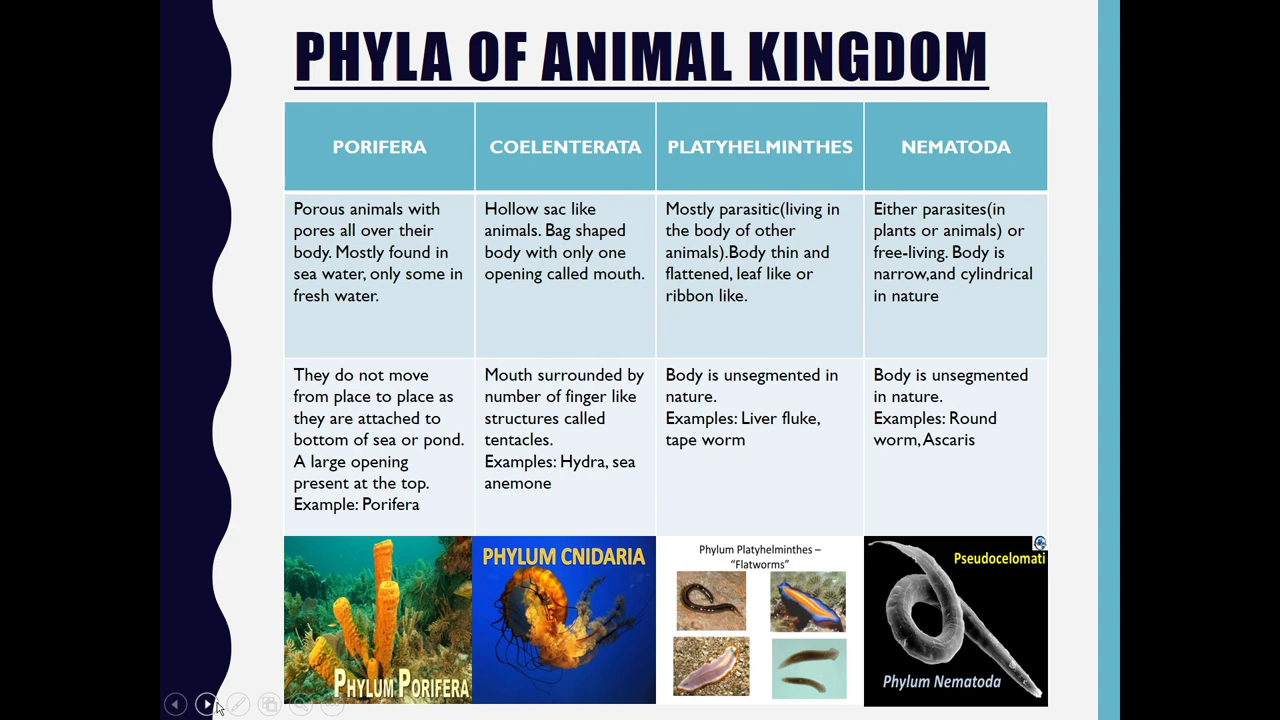 PHYLA OF ANIMAL KINGDOM
PORIFERA
COELENTERATA
PLATYHELMINTHES
NEMATODA
Porous animals with
pores all over their
body. Mostly found in
sea water, only some in
fresh water.
Hollow sac like
animals. Bag shaped
body with only one
opening called mouth.
Mostly parasitic(living in
the body of other
animals).Body thin and
flattened, leaf like or
ribbon like.
Either parasites(in
plants or animals) or
free-living. Body is
narrow,and cylindrical
in nature
They do not move
from place to place as
they are attached to
bottom of sea or pond.
A large opening
present at the top.
Example: Porifera
Mouth surrounded by
number of finger like
structures called
tentacles.
Examples: Hydra, sea
anemone
Body is unsegmented in
nature.
Examples: Liver fluke,
tape worm
Body is unsegmented
in nature.
Examples: Round
worm, Ascaris
PHYLUM PORIFERA
PHYLUM CNIDARIA
Phylum Platyhelminthes –
“Flatworms”
Pseudocelomati
Phylum Nematoda